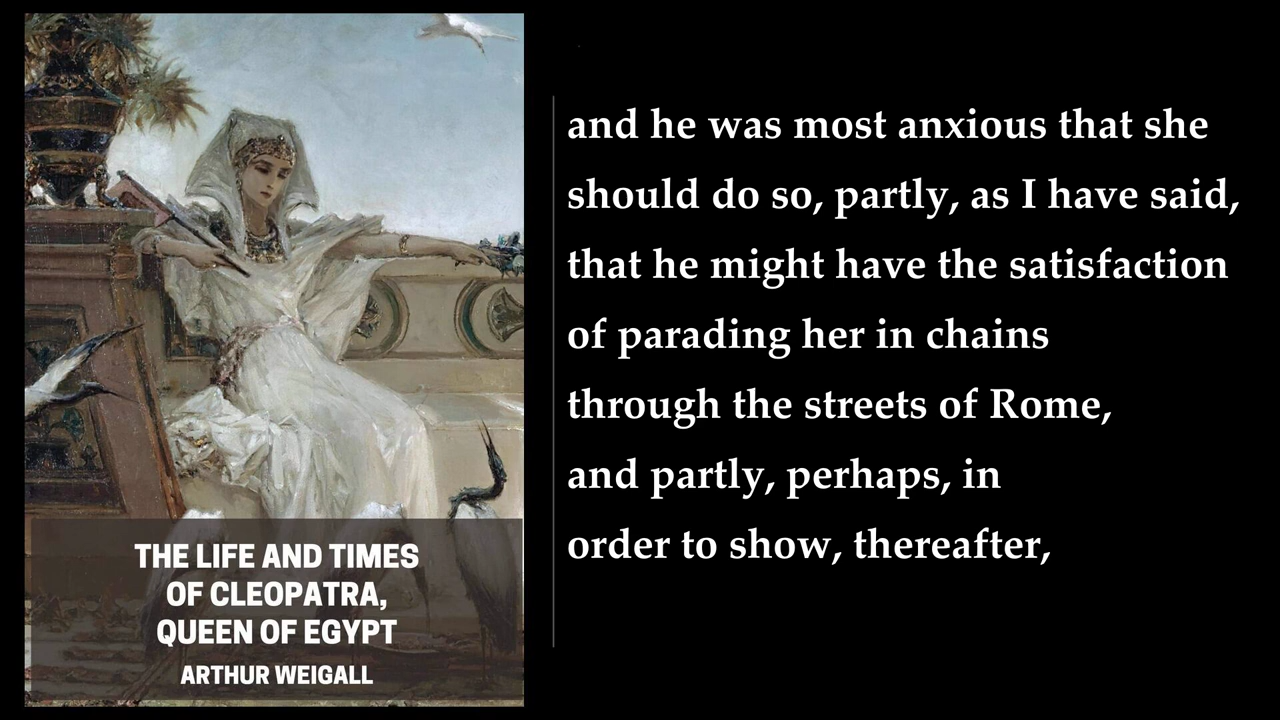 THE LIFE AND TIMES
OF CLEOPATRA,
QUEEN OF EGYPT
ARTHUR WEIGALL
and he was most anxious that she
should do so, partly, as I have said,
that he might have the satisfaction
of parading her in chains
through the streets of Rome,
and partly, perhaps, in
order to show, thereafter,